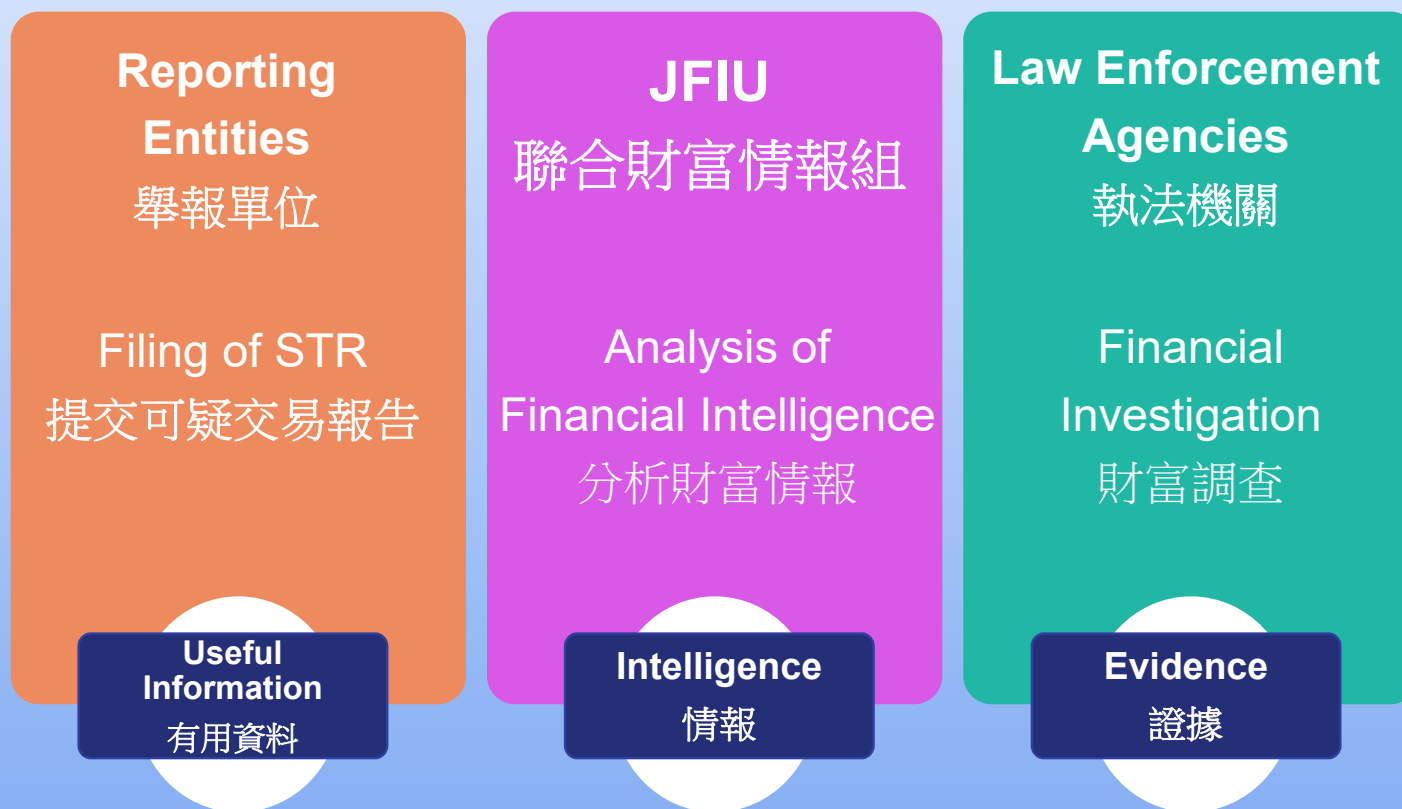 Reporting
Entities
舉報單位
Filing of STR
提交可疑交易報告
Useful
Information
有用資料
JFIU
聯合財富情報組
Analysis of
Financial Intelligence
分析財富情報
Intelligence
情報
Law Enforcement
Agencies
執法機關
Financial
Investigation
財富調查
Evidence
證據